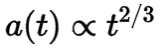 a(t) ∝ t^{2/3}